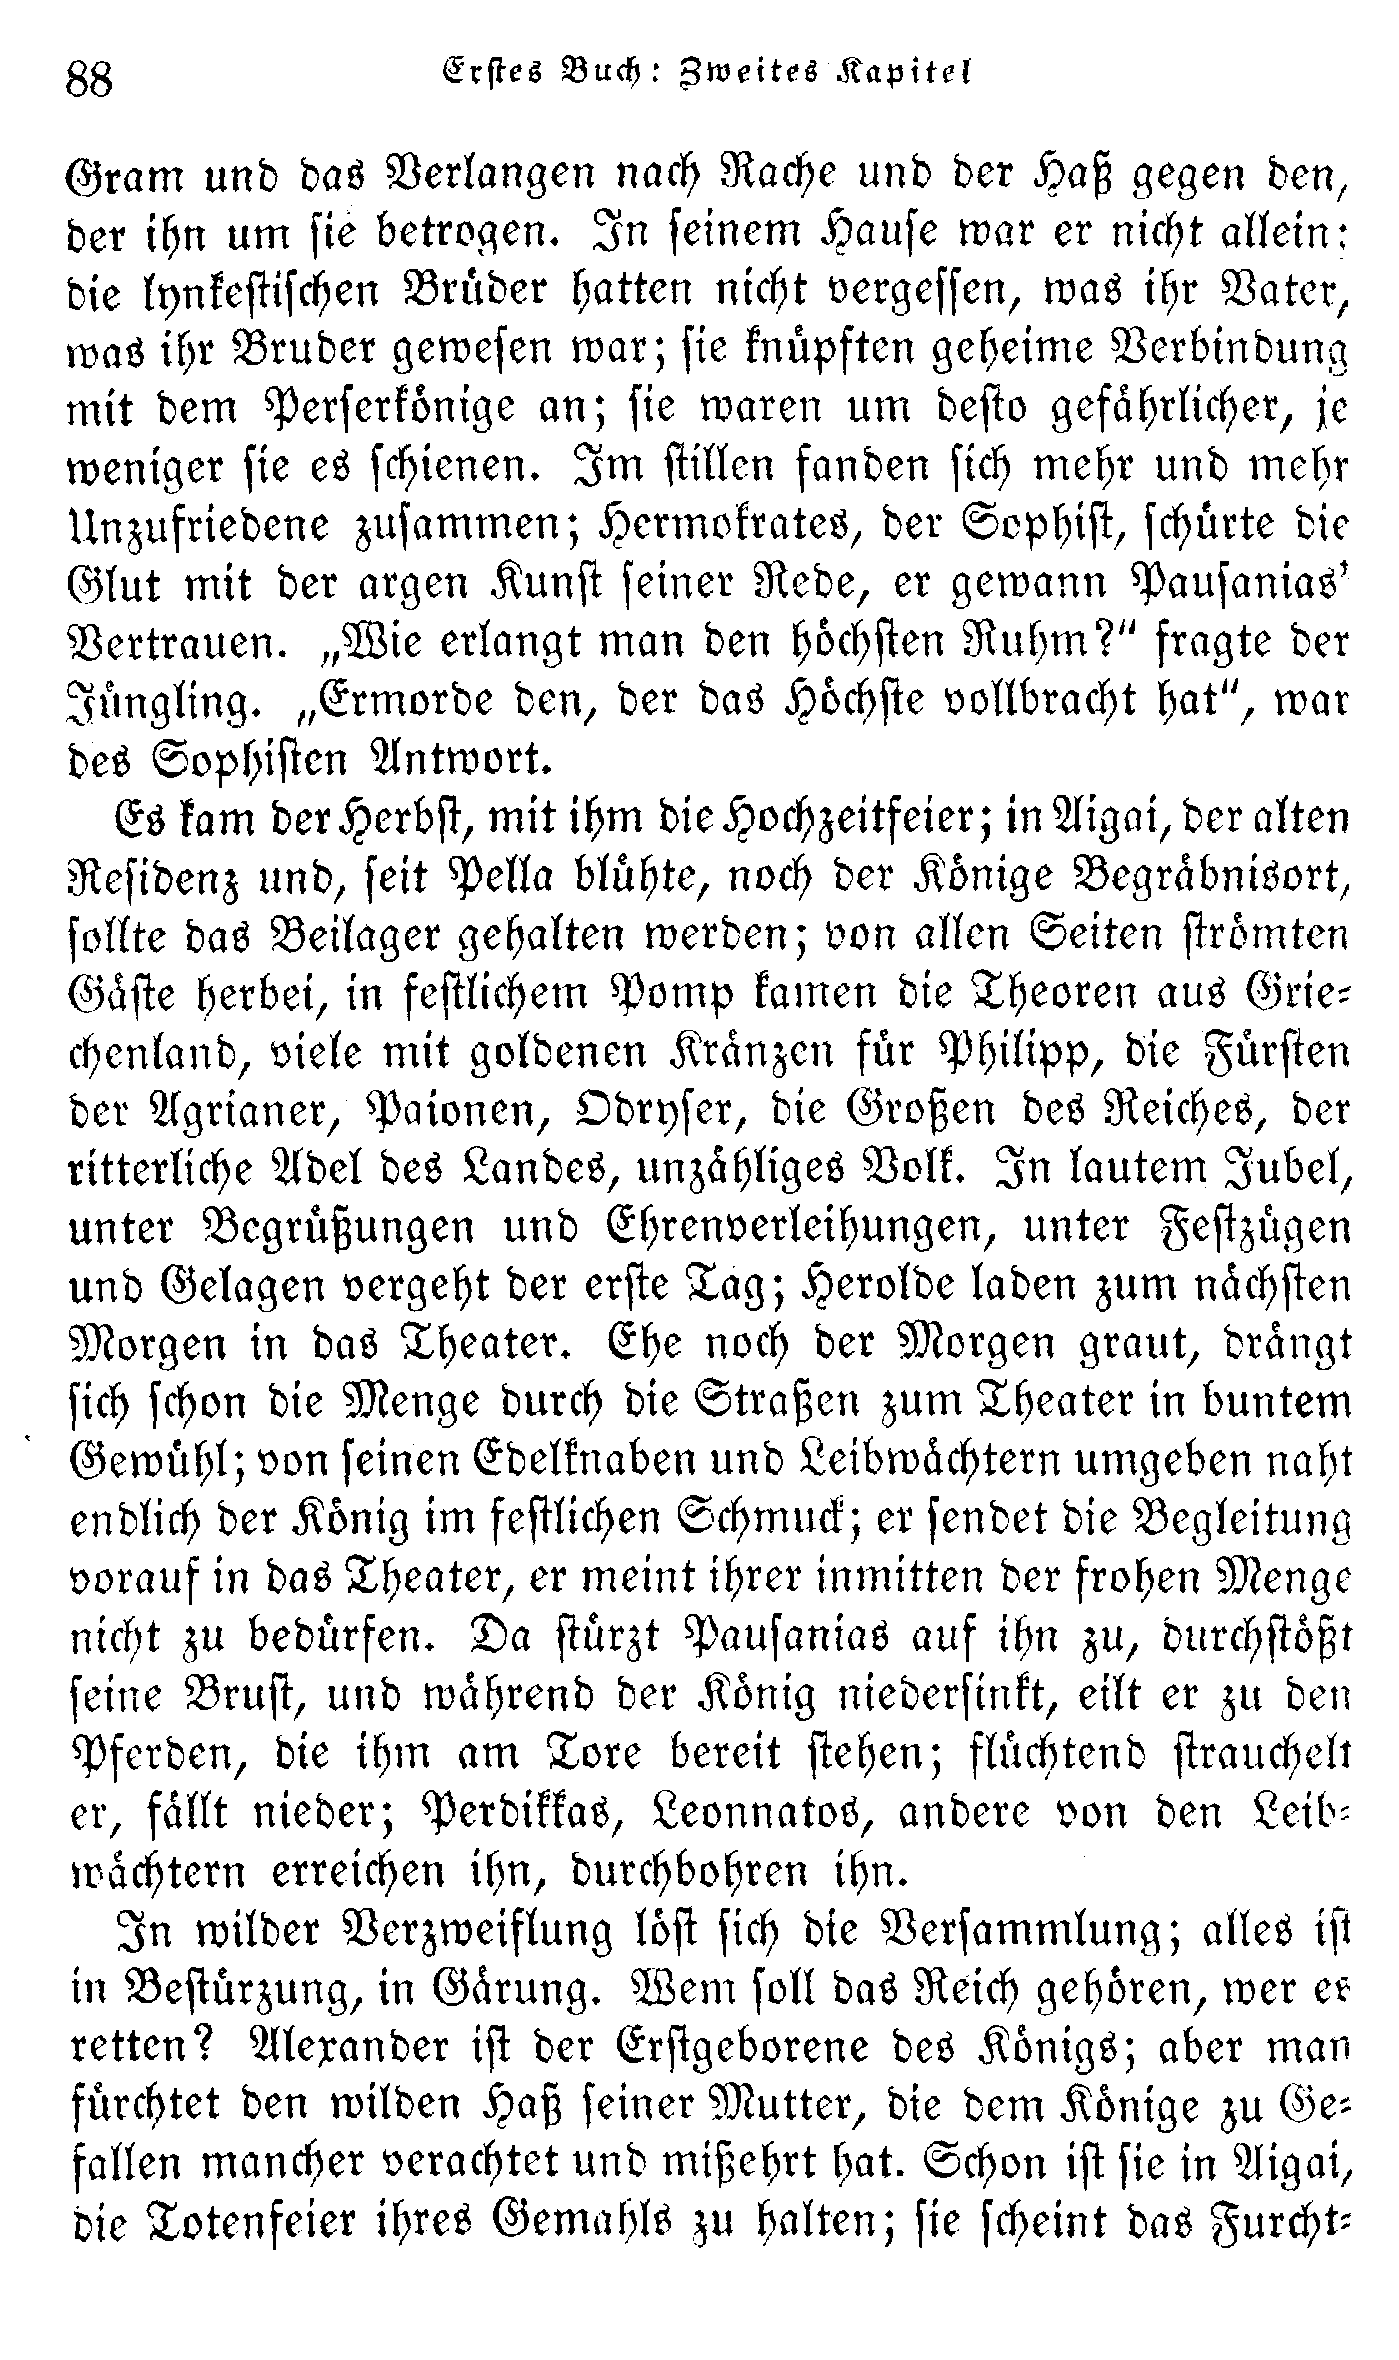 88
Erstes Buch: Zweites Kapitel
Gram und das Verlangen nach Rache und der Haß gegen den,
der ihn um sie betrogen. In seinem Hause war er nicht allein:
die lynkestischen Brüder hatten nicht vergessen, was ihr Vater,
was ihr Bruder gewesen war; sie knüpften geheime Verbindung
mit dem Perserkönige an; sie waren um desto gefährlicher, je
weniger sie es schienen. Im stillen fanden sich mehr und mehr
Unzufriedene zusammen; Hermokrates, der Sophist, schürte die
Glut mit der argen Kunst seiner Rede, er gewann Pausanias'
Vertrauen. „Wie erlangt man den höchsten Ruhm?“ fragte der
Jüngling. „Ermorde den, der das Höchste vollbracht hat“, war
des Sophisten Antwort.
Es kam der Herbst, mit ihm die Hochzeitfeier; in Aigai, der alten
Residenz und, seit Pella blühte, noch der Könige Begräbnisort,
sollte das Beilager gehalten werden; von allen Seiten strömten
Gäste herbei, in festlichem Pomp kamen die Theoren aus Grie-
chenland, viele mit goldenen Kränzen für Philipp, die Fürsten
der Agrianer, Paionen, Odryser, die Großen des Reiches, der
ritterliche Adel des Landes, unzähliges Volk. In lautem Jubel,
unter Begrüßungen und Ehrenverleihungen, unter Festzügen
und Gelagen vergeht der erste Tag; Herolde laden zum nächsten
Morgen in das Theater. Ehe noch der Morgen graut, drängt
sich schon die Menge durch die Straßen zum Theater in buntem
Gewühl; von seinen Edelknaben und Leibwächtern umgeben naht
endlich der König im festlichen Schmuck; er sendet die Begleitung
vorauf in das Theater, er meint ihrer inmitten der frohen Menge
nicht zu bedürfen. Da stürzt Pausanias auf ihn zu, durchstößt
seine Brust, und während der König niedersinkt, eilt er zu den
Pferden, die ihm am Tore bereit stehen; flüchtend strauchelt
er, fällt nieder; Perdikkas, Leonnatos, andere von den Leib-
wächtern erreichen ihn, durchbohren ihn.
In wilder Verzweiflung löst sich die Versammlung; alles ist
in Bestürzung, in Gärung. Wem soll das Reich gehören, wer es
retten? Alexander ist der Erstgeborene des Königs; aber man
fürchtet den wilden Haß seiner Mutter, die dem Könige zu Ge-
fallen mancher verachtet und mißehrt hat. Schon ist sie in Aigai,
die Totenfeier ihres Gemahls zu halten; sie scheint das Furcht-